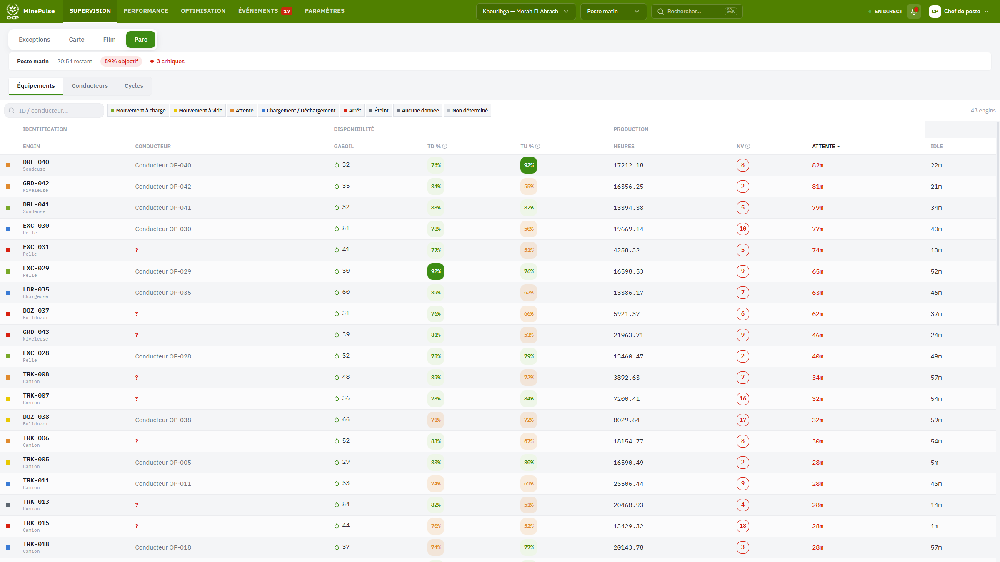 OCP MinePulse SUPERVISION PERFORMANCE OPTIMISATION ÉVÉNEMENTS 17 PARAMÈTRES Khouribga — Merah El Ahrach Poste matin Rechercher... ⌘K EN DIRECT CP Chef de poste
Exceptions Carte Film Parc
Poste matin 20:54 restant 89% objectif 3 critiques
Équipements Conducteurs Cycles
ID / conducteur... Mouvement à charge Mouvement à vide Attente Chargement / Déchargement Arrêt Éteint Aucune donnée Non déterminé 43 engins
IDENTIFICATION DISPONIBILITÉ PRODUCTION
ENGIN CONDUCTEUR GASOIL TD % TU % HEURES NV ATTENTE IDLE
DRL-040 Conducteur OP-040 32 76% 92% 17212.18 8 82m 22m
Sondeuse
GRD-042 Conducteur OP-042 35 84% 55% 16356.25 2 81m 21m
Niveleuse
DRL-041 Conducteur OP-041 32 88% 82% 13394.38 5 79m 34m
Sondeuse
EXC-030 Conducteur OP-030 51 78% 50% 19669.14 10 77m 40m
Pelle
EXC-031 ? 41 77% 51% 4258.32 5 74m 13m
Pelle
EXC-029 Conducteur OP-029 30 92% 76% 16598.53 9 65m 52m
Pelle
LDR-035 Conducteur OP-035 60 89% 62% 13386.17 7 63m 46m
Chargeuse
DOZ-037 ? 31 76% 66% 5921.37 6 62m 37m
Bulldozer
GRD-043 ? 39 81% 53% 21963.71 9 46m 24m
Niveleuse
EXC-028 Conducteur OP-028 52 78% 79% 13460.47 2 40m 49m
Pelle
TRK-008 ? 48 89% 72% 3892.63 7 34m 57m
Camion
TRK-007 ? 36 78% 84% 7200.41 16 32m 54m
Camion
DOZ-038 Conducteur OP-038 66 71% 72% 8029.64 17 32m 59m
Bulldozer
TRK-006 ? 52 83% 67% 18154.77 8 30m 54m
Camion
TRK-005 Conducteur OP-005 29 83% 80% 16590.49 2 28m 5m
Camion
TRK-011 Conducteur OP-011 53 74% 61% 25506.44 9 28m 45m
Camion
TRK-013 ? 54 82% 51% 20468.93 4 28m 14m
Camion
TRK-015 ? 44 70% 52% 13429.32 18 28m 1m
Camion
TRK-018 Conducteur OP-018 37 74% 77% 20143.78 3 28m 57m
Camion